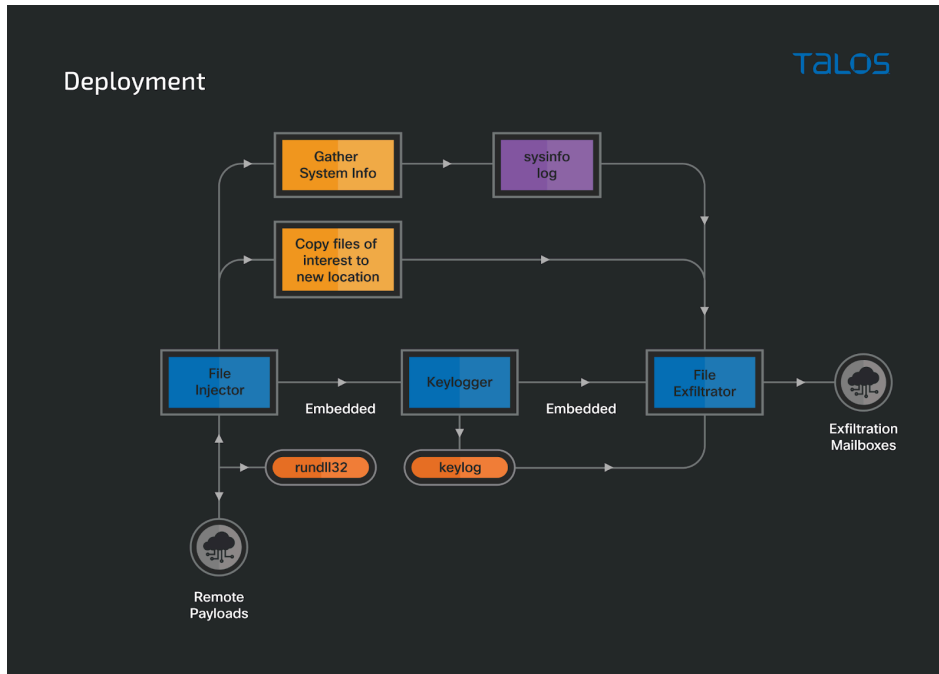 Deployment
TALOS
Gather
System Info
sysinfo
log
Copy files of
interest to
new location
File
Injector
Embedded
Keylogger
Embedded
File
Exfiltrator
Exfiltration
Mailboxes
rundll32
keylog
Remote
Payloads